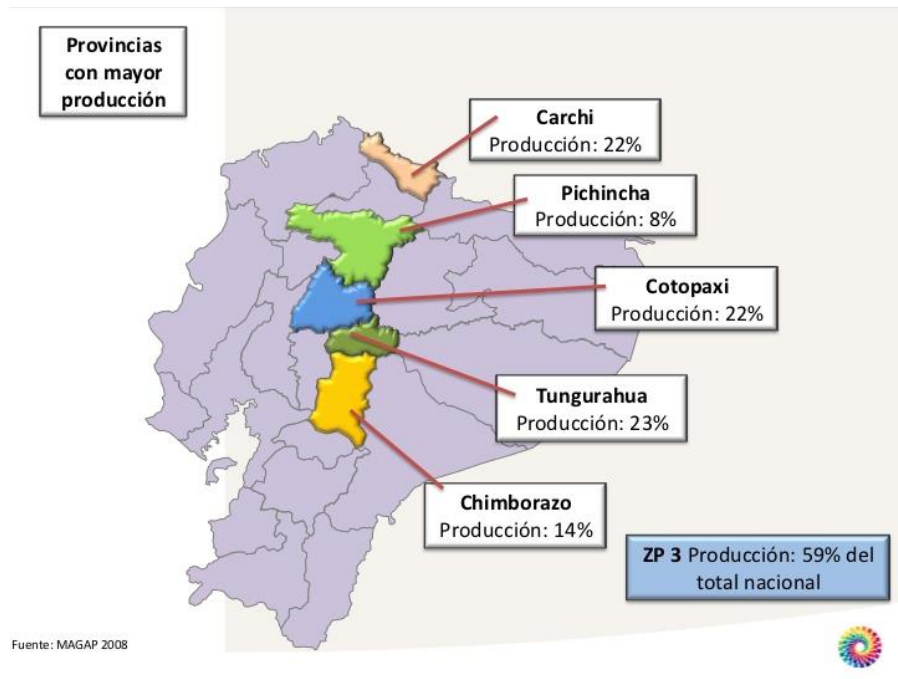 Provincias
con mayor
producción
Carchi
Producción: 22%
Pichincha
Producción: 8%
Cotopaxi
Producción: 22%
Tungurahua
Producción: 23%
Chimborazo
Producción: 14%
ZP 3 Producción: 59% del
total nacional
Fuente: MAGAP 2008